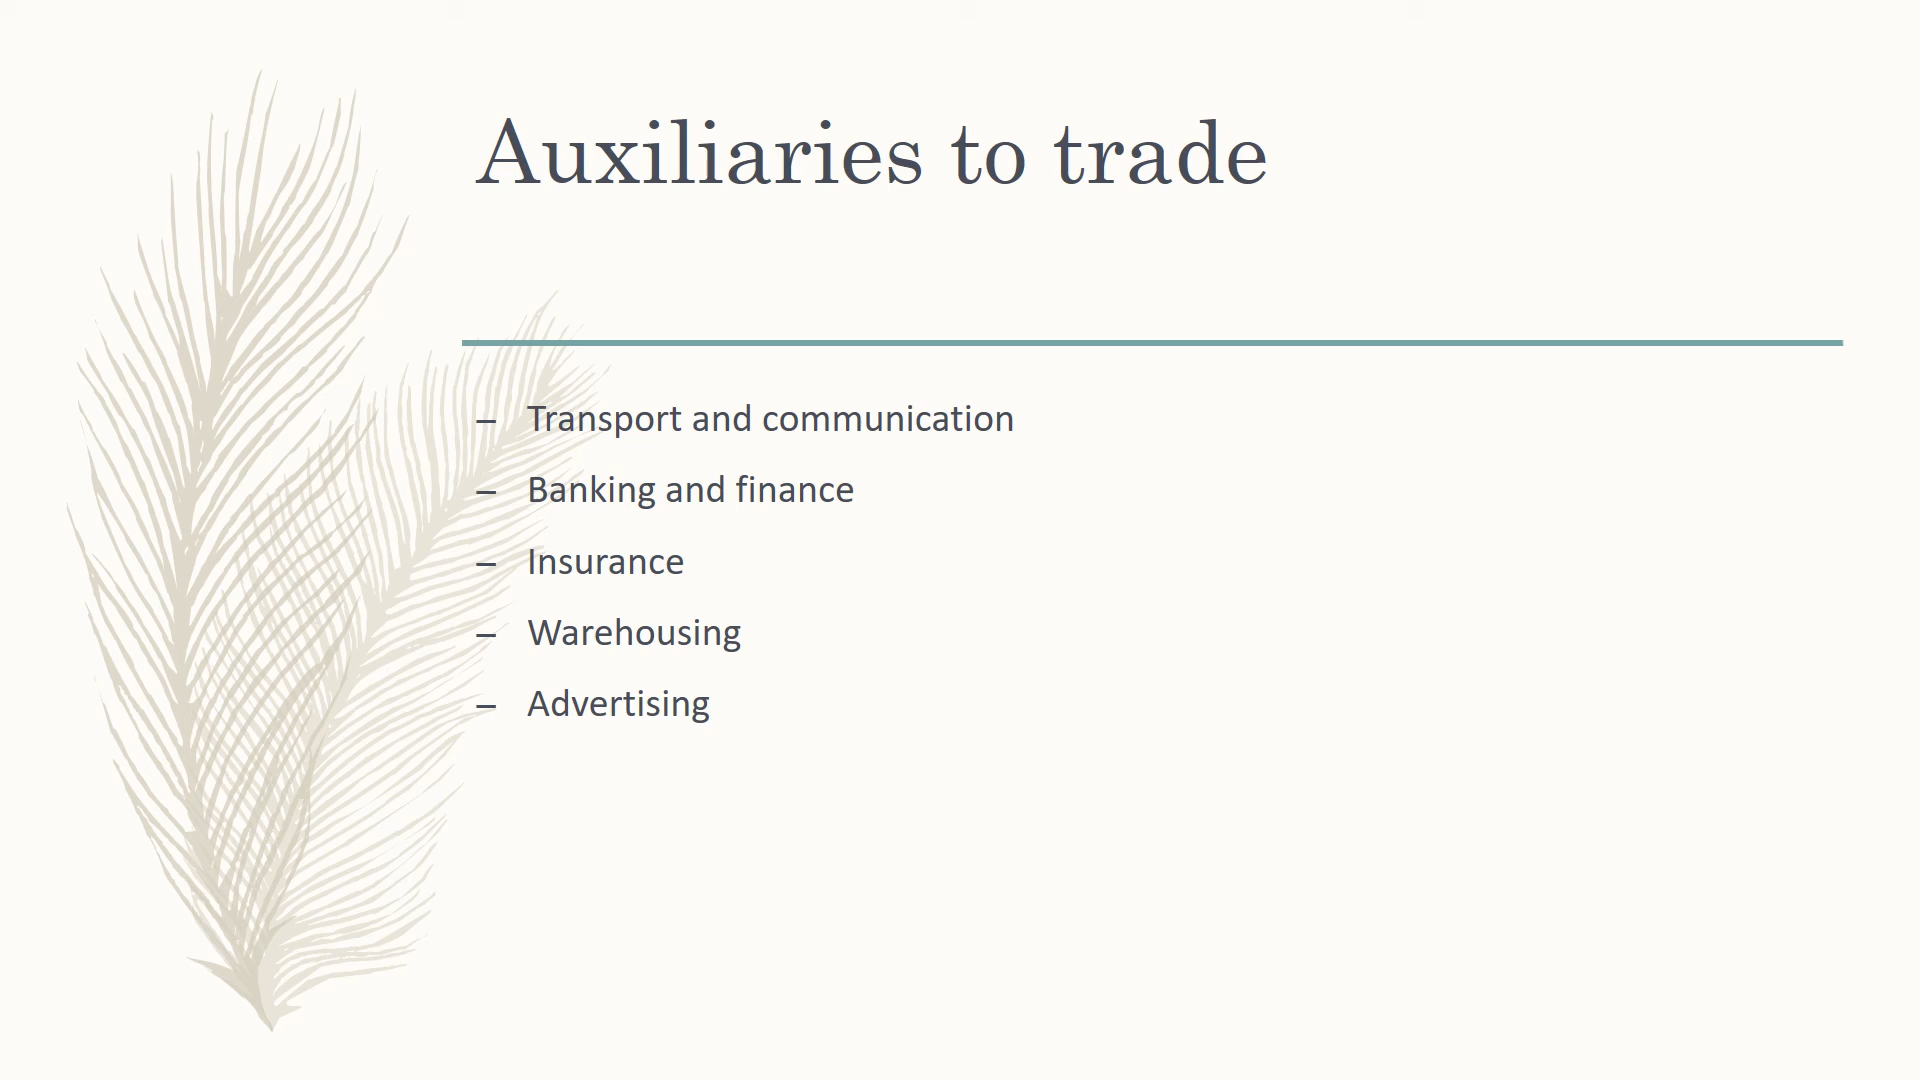 Auxiliaries to trade
– Transport and communication
– Banking and finance
– Insurance
– Warehousing
– Advertising